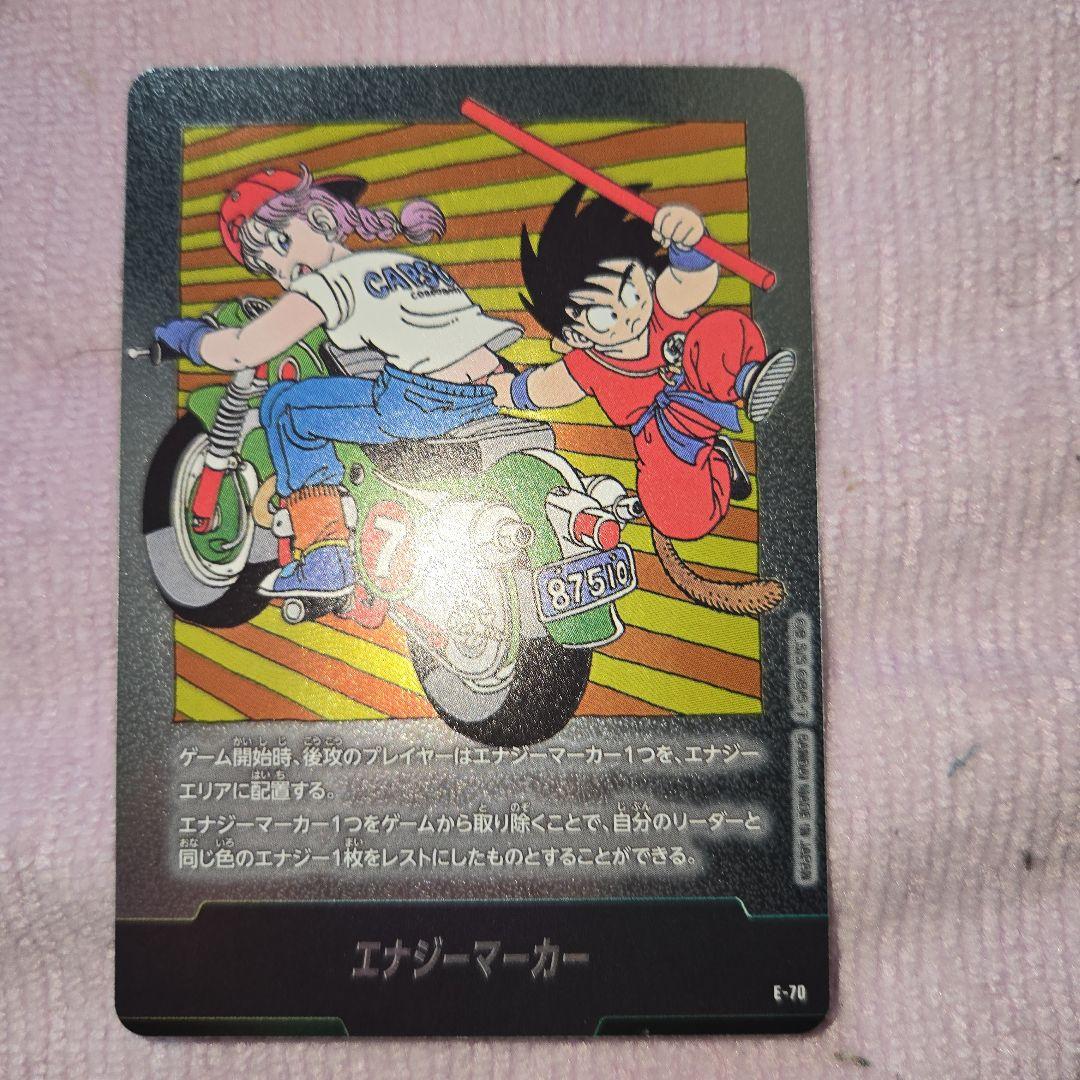 CAPSU
CORPORA
7
87510
ゲーム開始時、後攻のプレイヤーはエナジーマーカー1つを、エナジー
エリアに配置する。
エナジーマーカー1つをゲームから取り除くことで、自分のリーダーと
同じ色のエナジー1枚をレストにしたものとすることができる。
エナジーマーカー
E-70